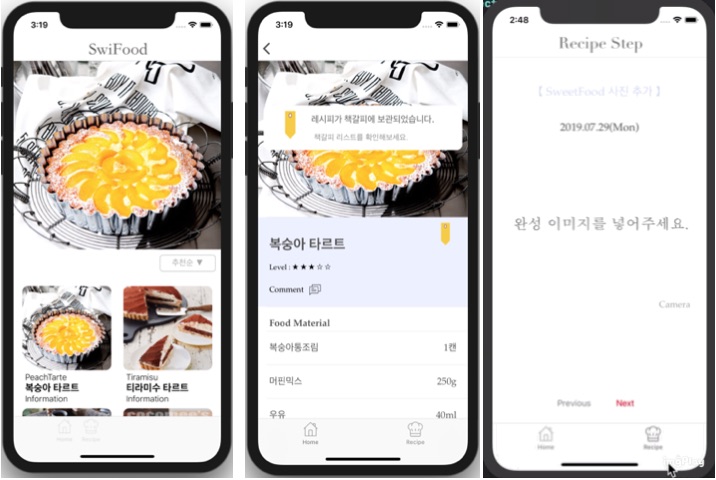 3:19
SwiFood
추천순 ▼
PeachTarte
복숭아 타르트
Information
Tiramisu
티라미수 타르트
Information
Home
Recipe
3:19
레시피가 책갈피에 보관되었습니다.
책갈피 리스트를 확인해보세요.
복숭아 타르트
Level : ★★★☆☆
Comment
Food Material
복숭아통조림 1캔
머핀믹스 250g
우유 40ml
Home
Recipe
2:48
Recipe Step
【 SweetFood 사진 추가 】
2019.07.29(Mon)
완성 이미지를 넣어주세요.
Camera
Previous Next
Home
Recipe